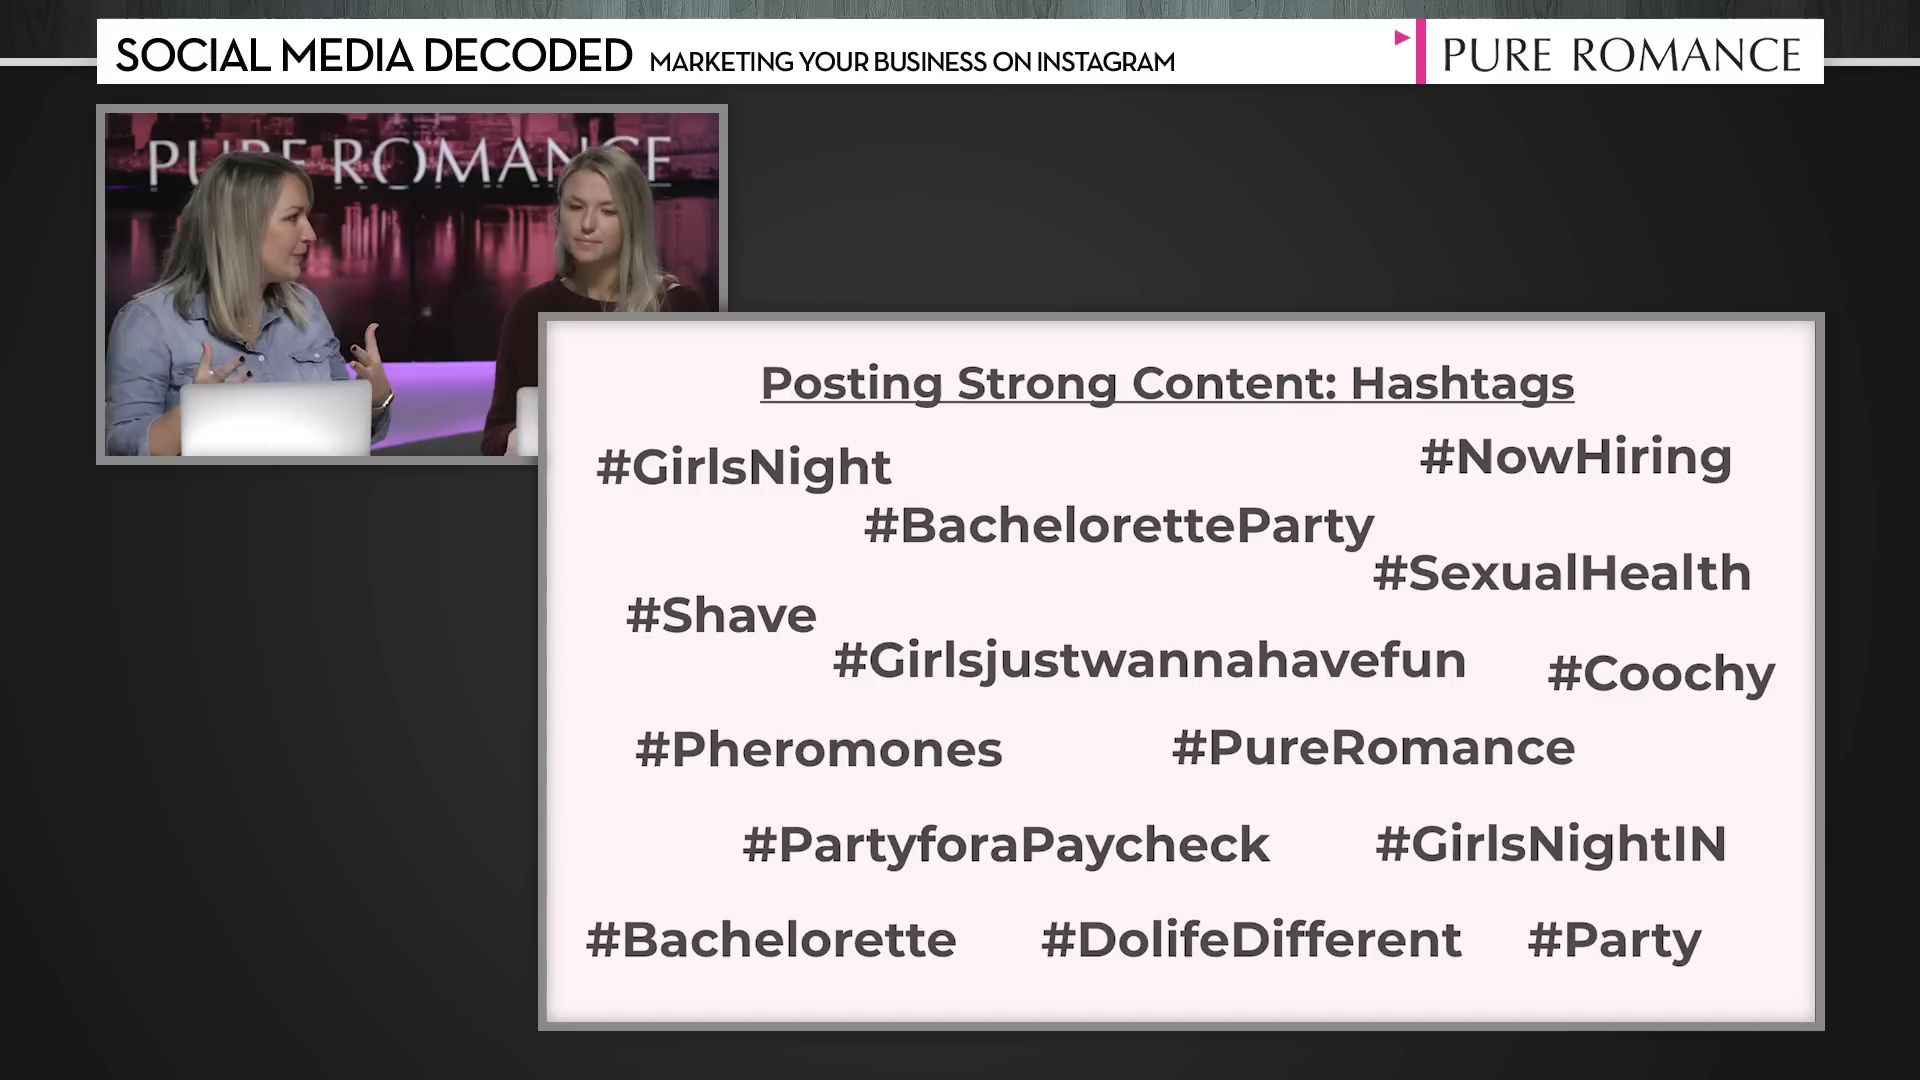 SOCIAL MEDIA DECODED MARKETING YOUR BUSINESS ON INSTAGRAM
PURE ROMANCE
PURE ROMANCE
Posting Strong Content: Hashtags
#GirlsNight
#NowHiring
#BacheloretteParty
#SexualHealth
#Shave
#Girlsjustwannahavefun
#Coochy
#Pheromones
#PureRomance
#PartyforaPaycheck
#GirlsNightIN
#Bachelorette
#DolifeDifferent
#Party